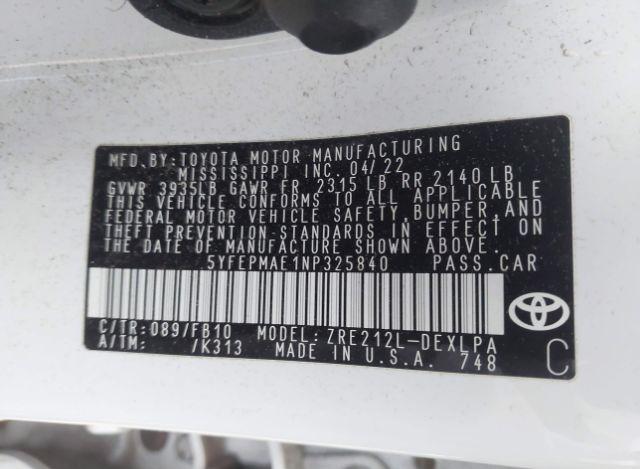 MFD. BY: TOYOTA MOTOR MANUFACTURING
MISSISSIPPI INC. 04/22
GVWR 3935LB GAWR FR 2315 LB RR 2140 LB
THIS VEHICLE CONFORMS TO ALL APPLICABLE
FEDERAL MOTOR VEHICLE SAFETY, BUMPER, AND
THEFT PREVENTION STANDARDS IN EFFECT ON
THE DATE OF MANUFACTURE SHOWN ABOVE.
5YFEPMAE1NP325840 PASS. CAR
C/TR: 089/FB10 MODEL: ZRE212L-DEXLPA
A/TM: /K313 MADE IN U.S.A. 748
C